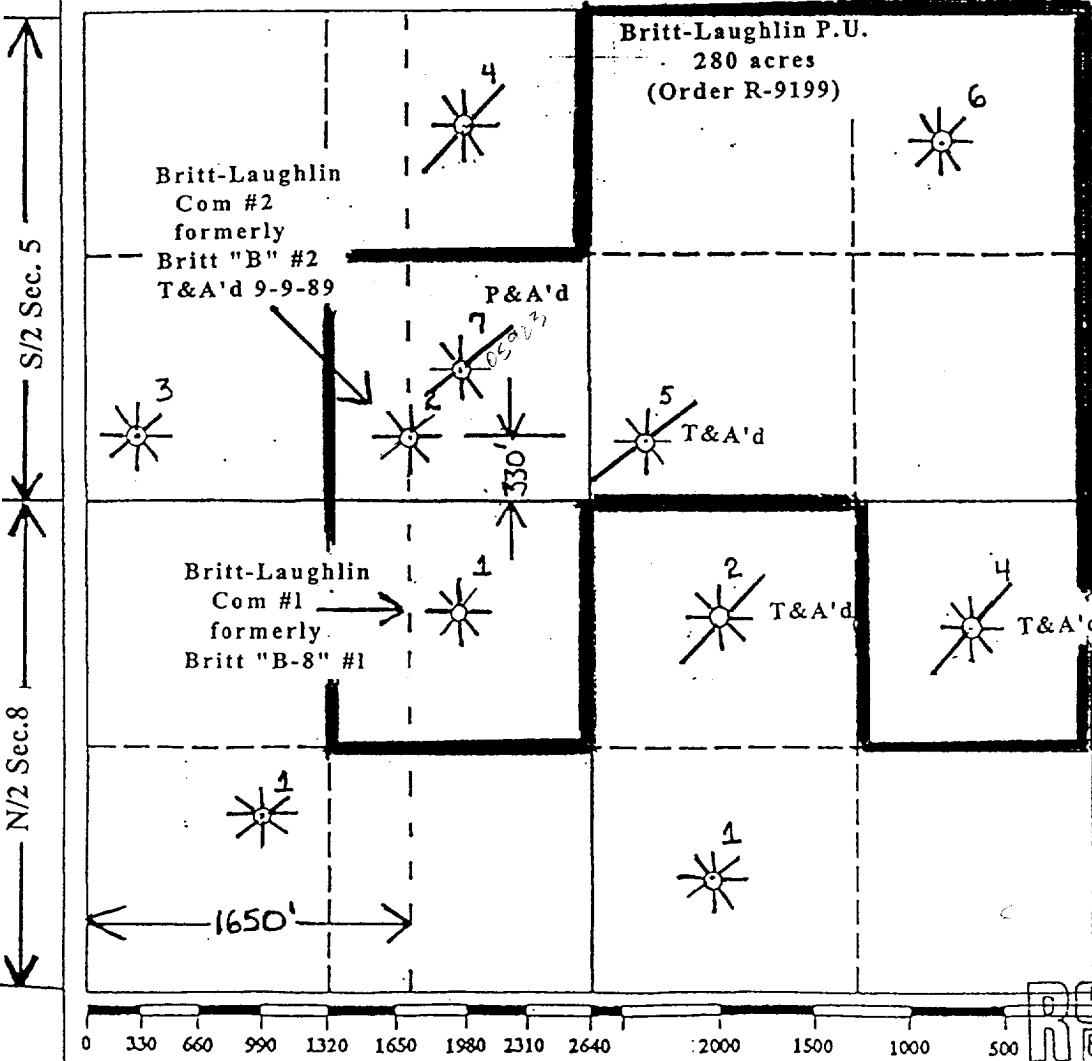 Britt-Laughlin P.U.
280 acres
(Order R-9199)
4
6
Britt-Laughlin
Com #2
formerly
Britt "B" #2
T&A'd 9-9-89
S/2 Sec. 5
P&A'd
7
3
2
5
T&A'd
330'
Britt-Laughlin
Com #1
formerly
Britt "B-8" #1
1
2
T&A'd
4
T&A'd
N/2 Sec.8
1
1
1650'
0 330 660 990 1320 1650 1980 2310 2640 2000 1500 1000 500